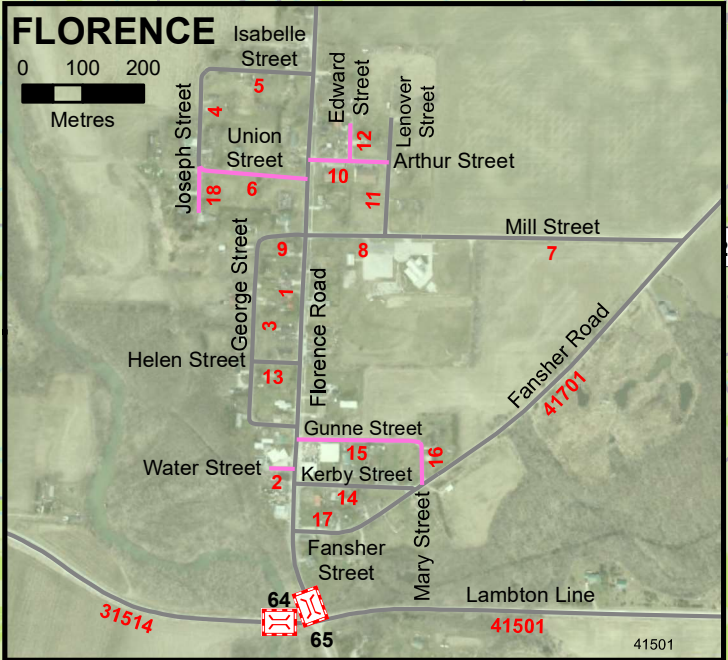 FLORENCE
0 100 200
Metres
Isabelle
Street
5
4
Joseph Street
Union
Street
18
6
Edward
Street
12
Lenover
Street
Arthur Street
10
11
Mill Street
9
8
7
George Street
1
3
Florence Road
Helen Street
13
Fansher Road
41701
Gunne Street
15
16
Water Street
2
Kerby Street
14
17
Mary Street
Fansher
Street
64
65
31514
Lambton Line
41501
41501